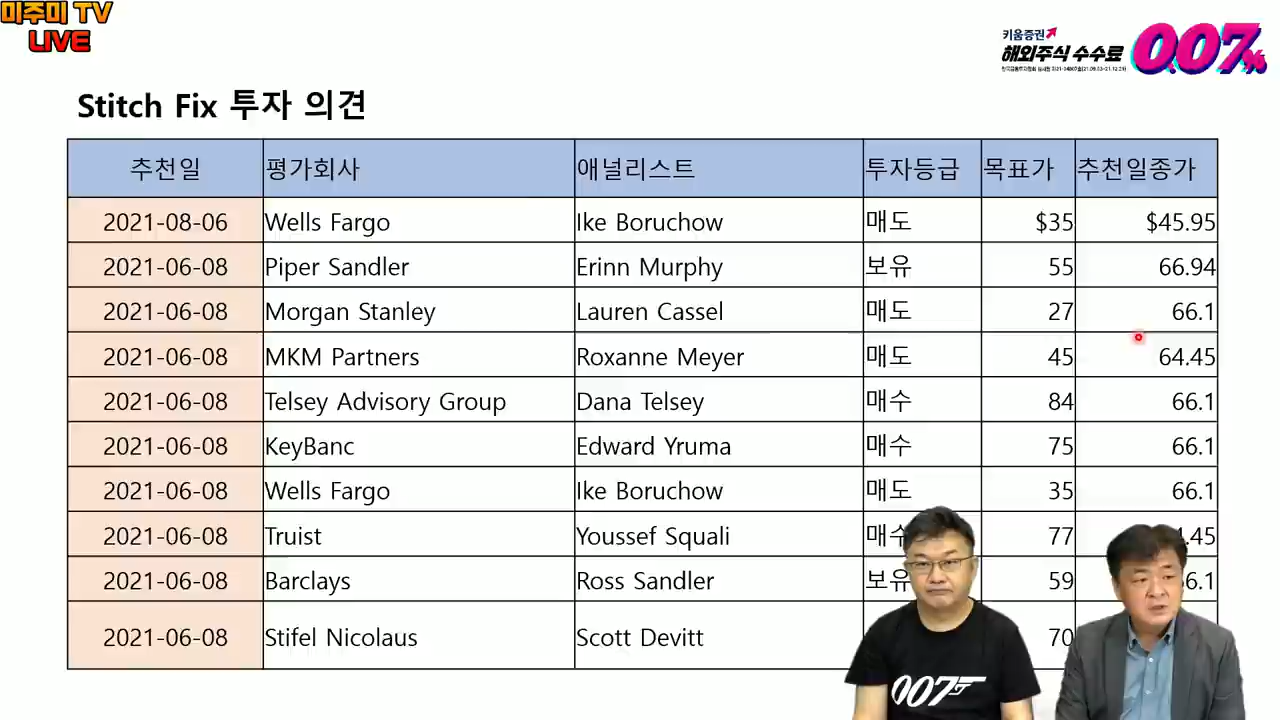 미주미 TV
LIVE
키움증권
해외주식 수수료 0.07%
Stitch Fix 투자 의견
추천일 평가회사 애널리스트 투자등급 목표가 추천일종가
2021-08-06 Wells Fargo Ike Boruchow 매도 $35 $45.95
2021-06-08 Piper Sandler Erinn Murphy 보유 55 66.94
2021-06-08 Morgan Stanley Lauren Cassel 매도 27 66.1
2021-06-08 MKM Partners Roxanne Meyer 매도 45 64.45
2021-06-08 Telsey Advisory Group Dana Telsey 매수 84 66.1
2021-06-08 KeyBanc Edward Yruma 매수 75 66.1
2021-06-08 Wells Fargo Ike Boruchow 매도 35 66.1
2021-06-08 Truist Youssef Squali 매수 77 .45
2021-06-08 Barclays Ross Sandler 보유 59 6.1
2021-06-08 Stifel Nicolaus Scott Devitt 70
007